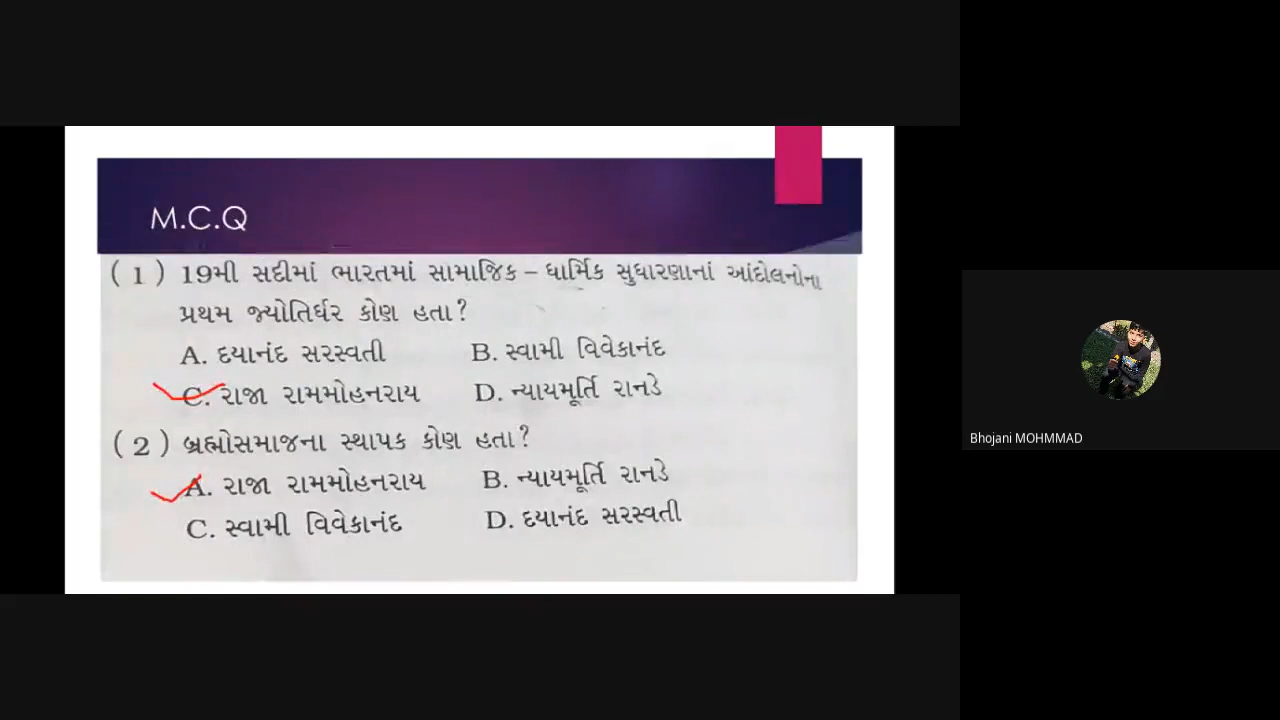 M.C.Q
( 1 ) 19મી સદીમાં ભારતમાં સામાજિક – ધાર્મિક સુધારણાનાં આંદોલનોના
પ્રથમ જ્યોતિર્ધર કોણ હતા?
A. દયાનંદ સરસ્વતી B. સ્વામી વિવેકાનંદ
C. રાજા રામમોહનરાય D. ન્યાયમૂર્તિ રાનડે
( 2 ) બ્રહ્મોસમાજના સ્થાપક કોણ હતા?
A. રાજા રામમોહનરાય B. ન્યાયમૂર્તિ રાનડે
C. સ્વામી વિવેકાનંદ D. દયાનંદ સરસ્વતી
Bhojani MOHMMAD